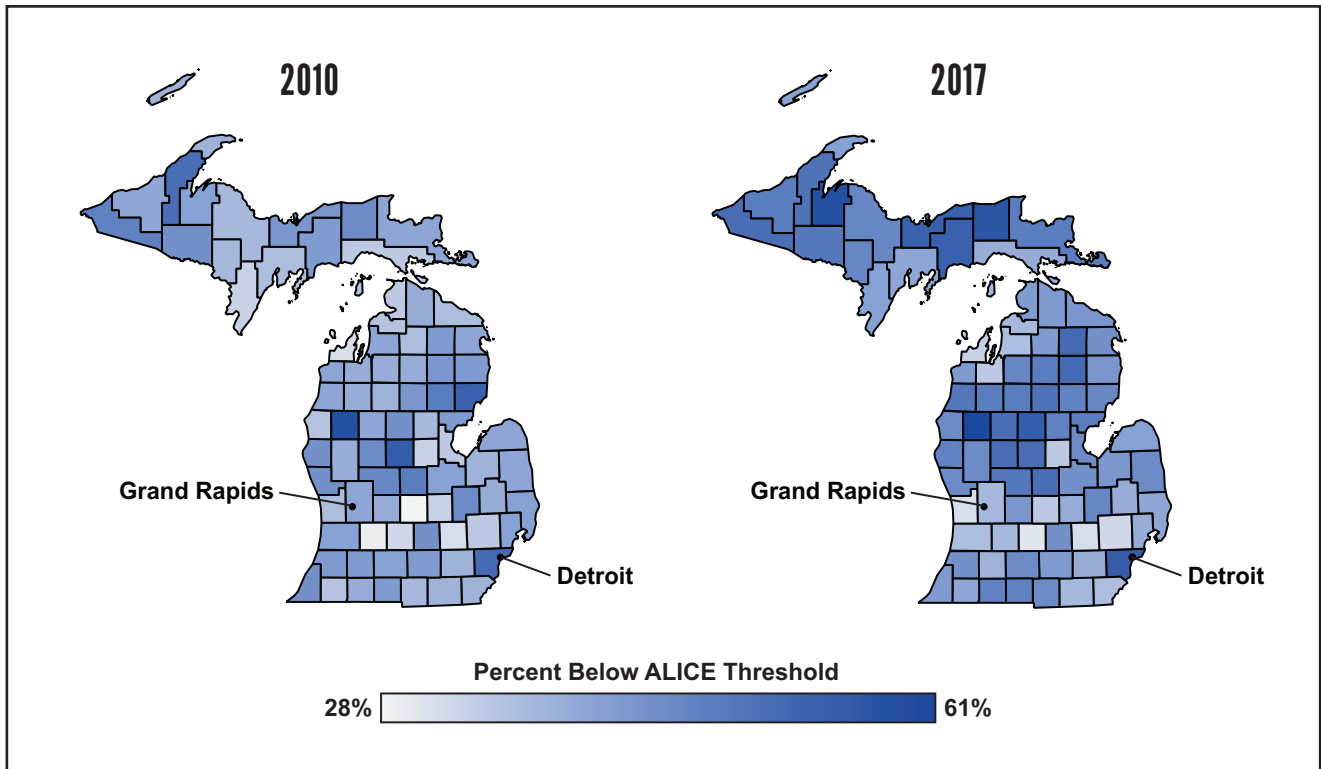 2010
2017
Grand Rapids
Grand Rapids
Detroit
Detroit
Percent Below ALICE Threshold
28%
61%